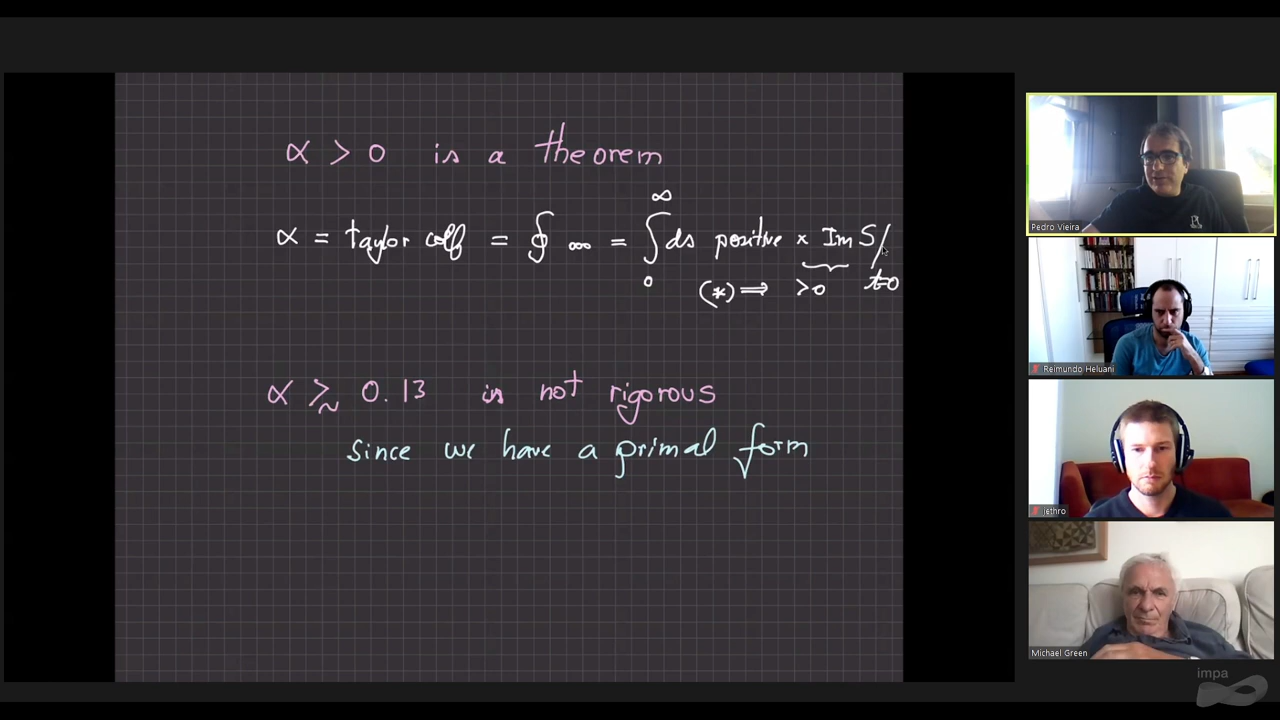 α > 0 is a theorem
∞
α = taylor coeff = ∮ ∞ = ∫ ds positive × Im S/
0 (*) ⟹ >0 t=0
α ≳ 0.13 is not rigorous
since we have a primal form
Pedro Vieira
Reimundo Heluani
jethro
Michael Green
impa